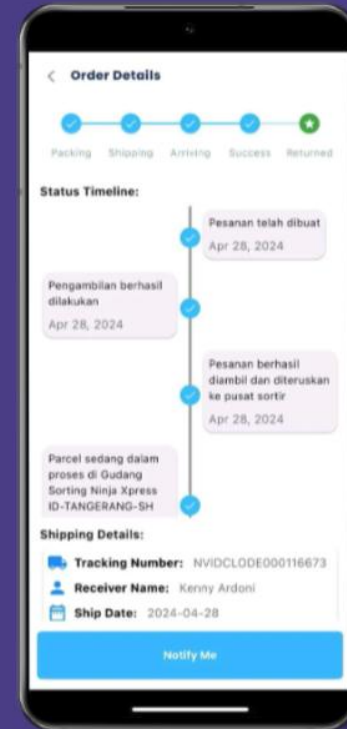 Order Details
Packing Shipping Arriving Success Returned
Status Timeline:
Pesanan telah dibuat
Apr 28, 2024
Pengambilan berhasil
dilakukan
Apr 28, 2024
Pesanan berhasil
diambil dan diteruskan
ke pusat sortir
Apr 28, 2024
Parcel sedang dalam
proses di Gudang
Sorting Ninja Xpress
ID-TANGERANG-SH
Shipping Details:
Tracking Number: NVIDCLODE000116673
Receiver Name: Kenny Ardoni
Ship Date: 2024-04-28
Notify Me